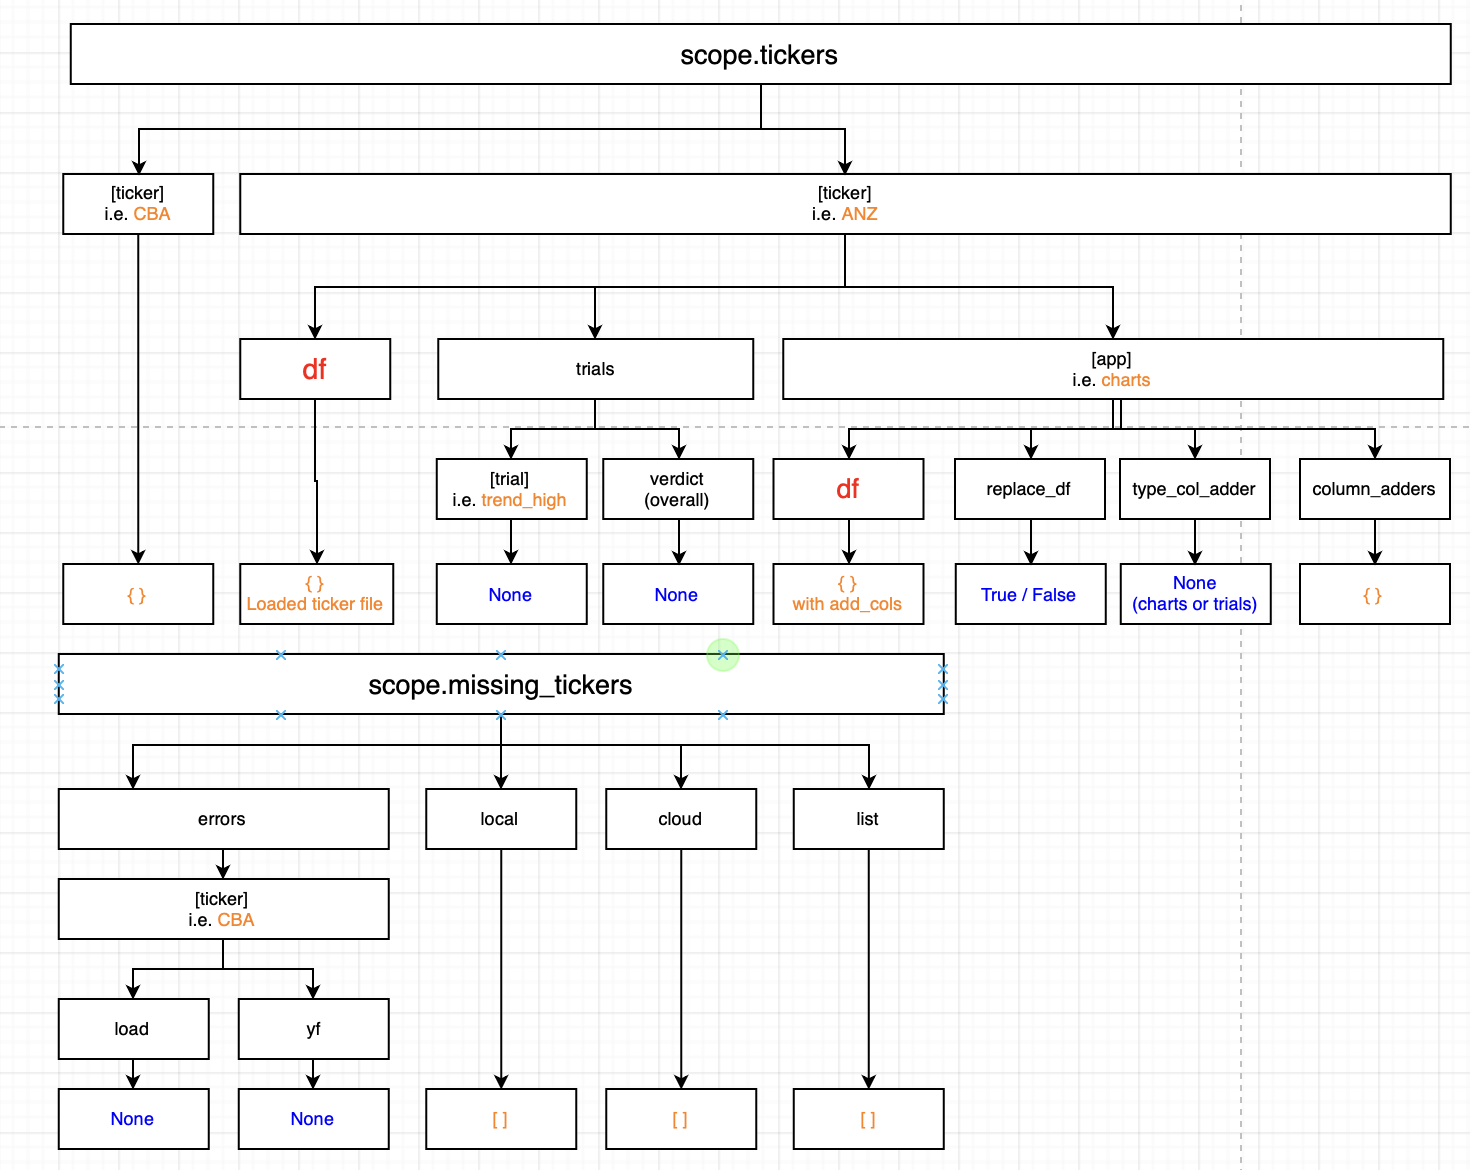 scope.tickers
[ticker]
i.e. CBA
[ticker]
i.e. ANZ
df
trials
[app]
i.e. charts
[trial]
i.e. trend_high
verdict
(overall)
df
replace_df
type_col_adder
column_adders
{ }
{ }
Loaded ticker file
None
None
{ }
with add_cols
True / False
None
(charts or trials)
{ }
scope.missing_tickers
errors
local
cloud
list
[ticker]
i.e. CBA
load
yf
None
None
[ ]
[ ]
[ ]